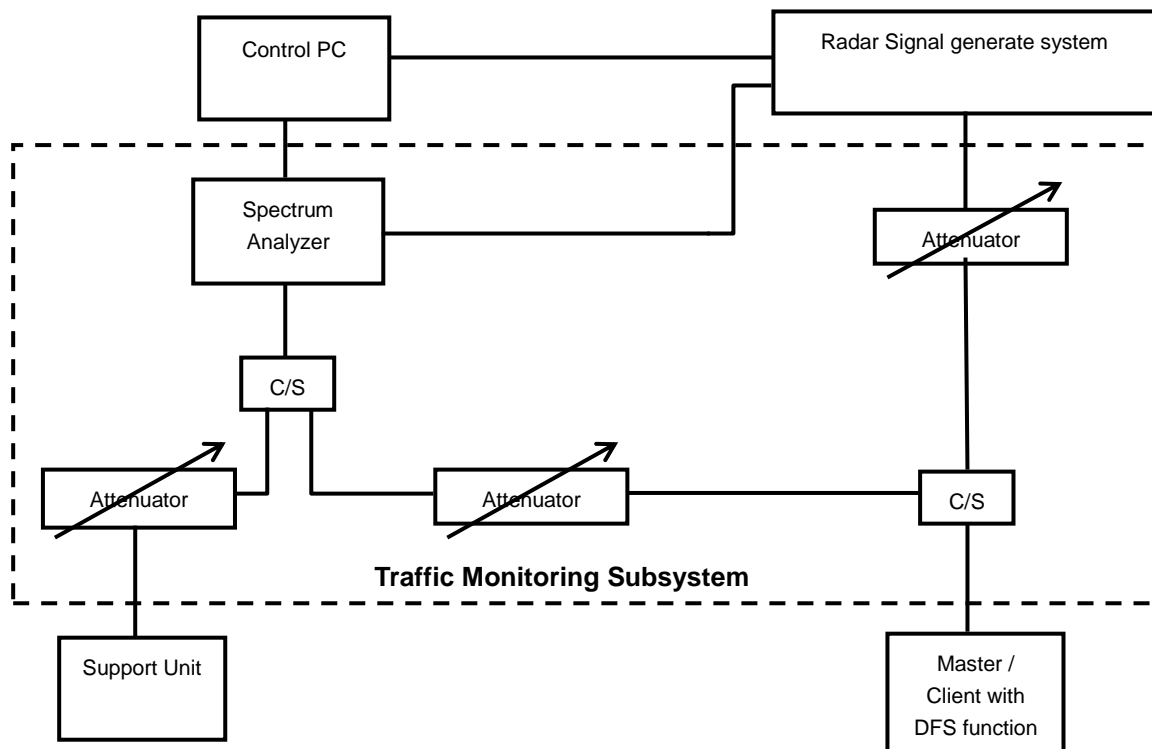 Control PC
Radar Signal generate system
Spectrum
Analyzer
Attenuator
C/S
Attenuator
Attenuator
C/S
Traffic Monitoring Subsystem
Support Unit
Master /
Client with
DFS function